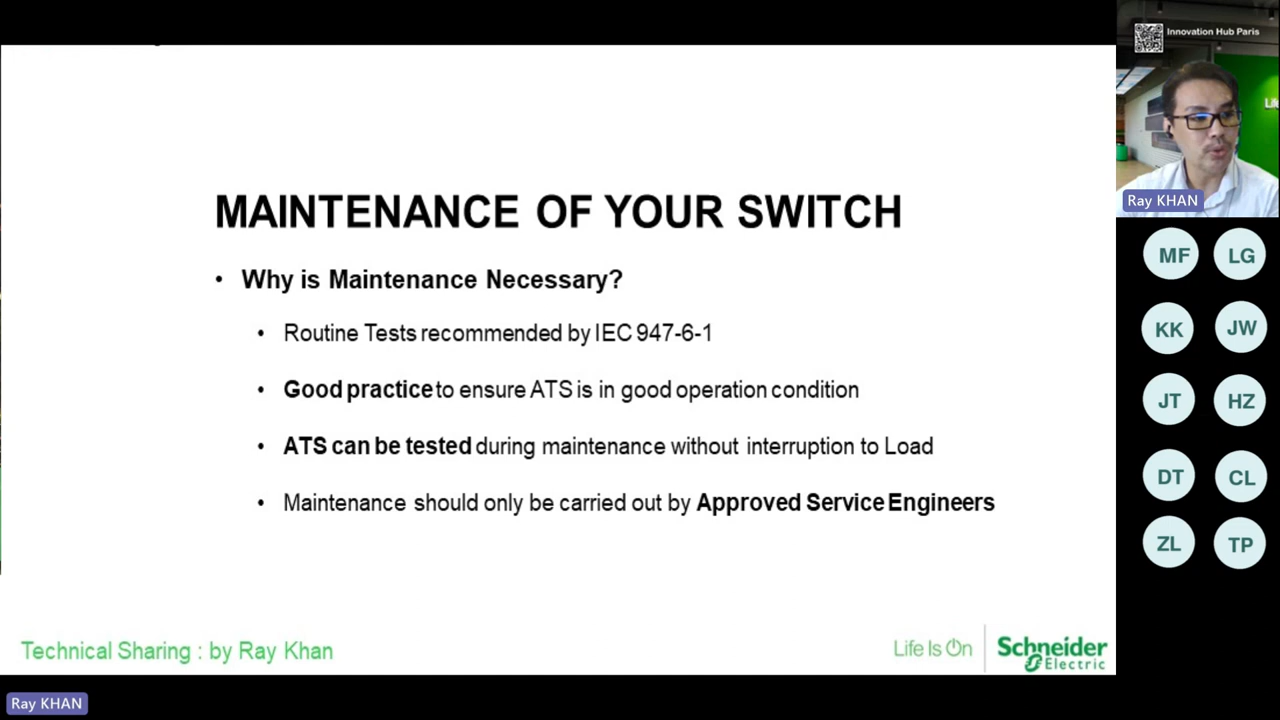 Innovation Hub Paris
Ray KHAN
MAINTENANCE OF YOUR SWITCH
• Why is Maintenance Necessary?
• Routine Tests recommended by IEC 947-6-1
• Good practice to ensure ATS is in good operation condition
• ATS can be tested during maintenance without interruption to Load
• Maintenance should only be carried out by Approved Service Engineers
Technical Sharing : by Ray Khan
Life Is On
Schneider
Electric
MF LG
KK JW
JT HZ
DT CL
ZL TP
Ray KHAN